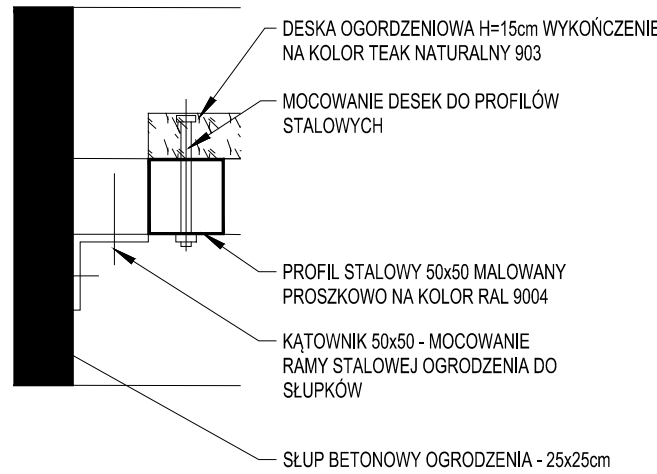 DESKA OGORDZENIOWA H=15cm WYKOŃCZENIE
NA KOLOR TEAK NATURALNY 903
MOCOWANIE DESEK DO PROFILÓW
STALOWYCH
PROFIL STALOWY 50x50 MALOWANY
PROSZKOWO NA KOLOR RAL 9004
KĄTOWNIK 50x50 - MOCOWANIE
RAMY STALOWEJ OGRODZENIA DO
SŁUPKÓW
SŁUP BETONOWY OGRODZENIA - 25x25cm